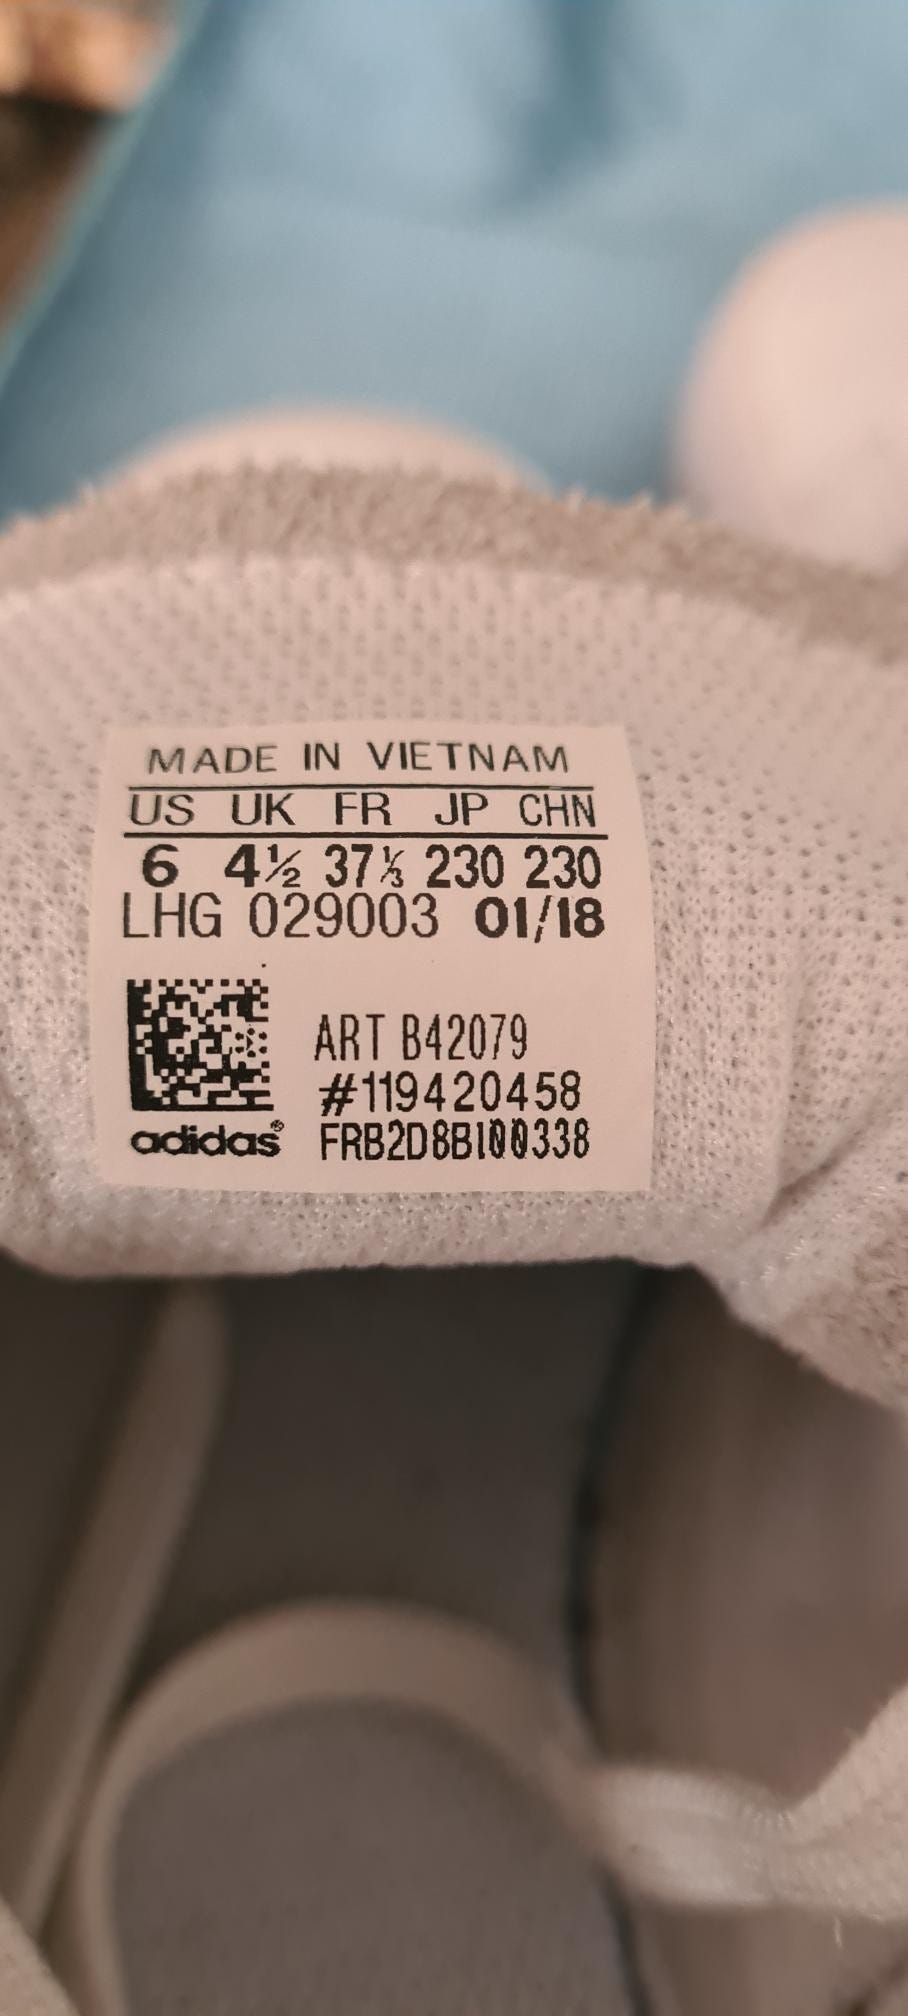 MADE IN VIETNAM
US UK FR JP CHN
6 4½ 37⅓ 230 230
LHG 029003 01/18
ART B42079
#119420458
adidas® FRB2D8B100338